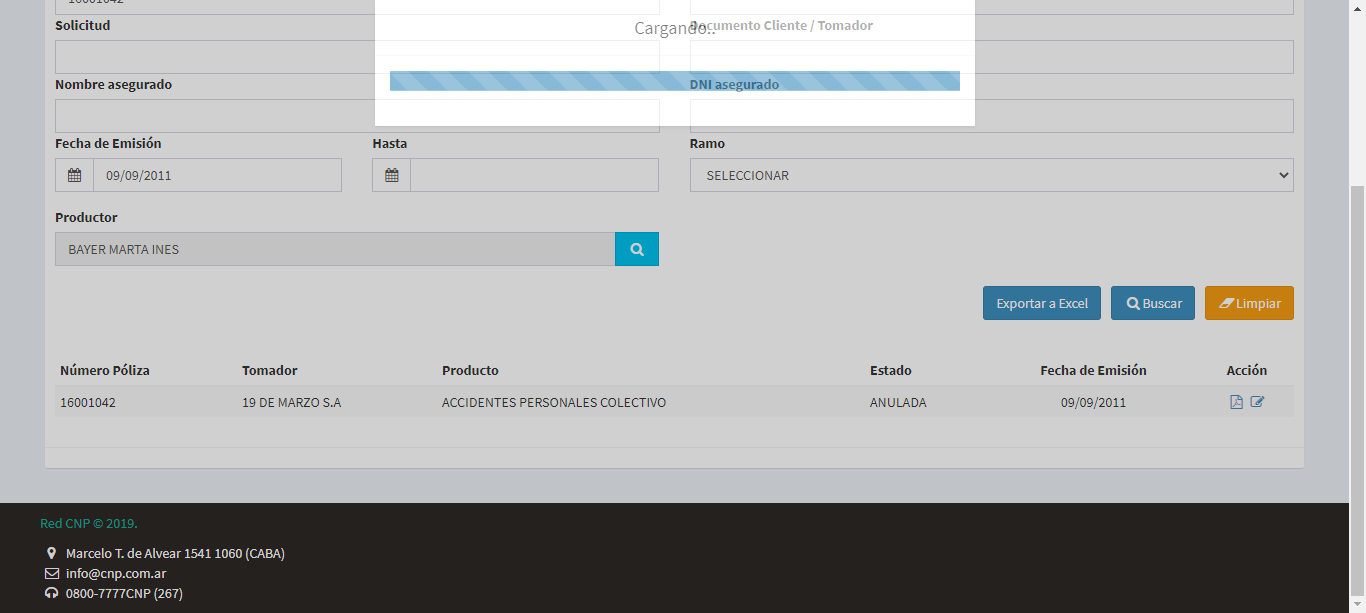 16001042
Cargando..
Solicitud
Documento Cliente / Tomador
Nombre asegurado
DNI asegurado
Fecha de Emisión
Hasta
Ramo
09/09/2011
SELECCIONAR
Productor
BAYER MARTA INES
Exportar a Excel
Buscar
Limpiar
Número Póliza Tomador Producto Estado Fecha de Emisión Acción
16001042 19 DE MARZO S.A ACCIDENTES PERSONALES COLECTIVO ANULADA 09/09/2011
Red CNP © 2019.
Marcelo T. de Alvear 1541 1060 (CABA)
info@cnp.com.ar
0800-7777CNP (267)